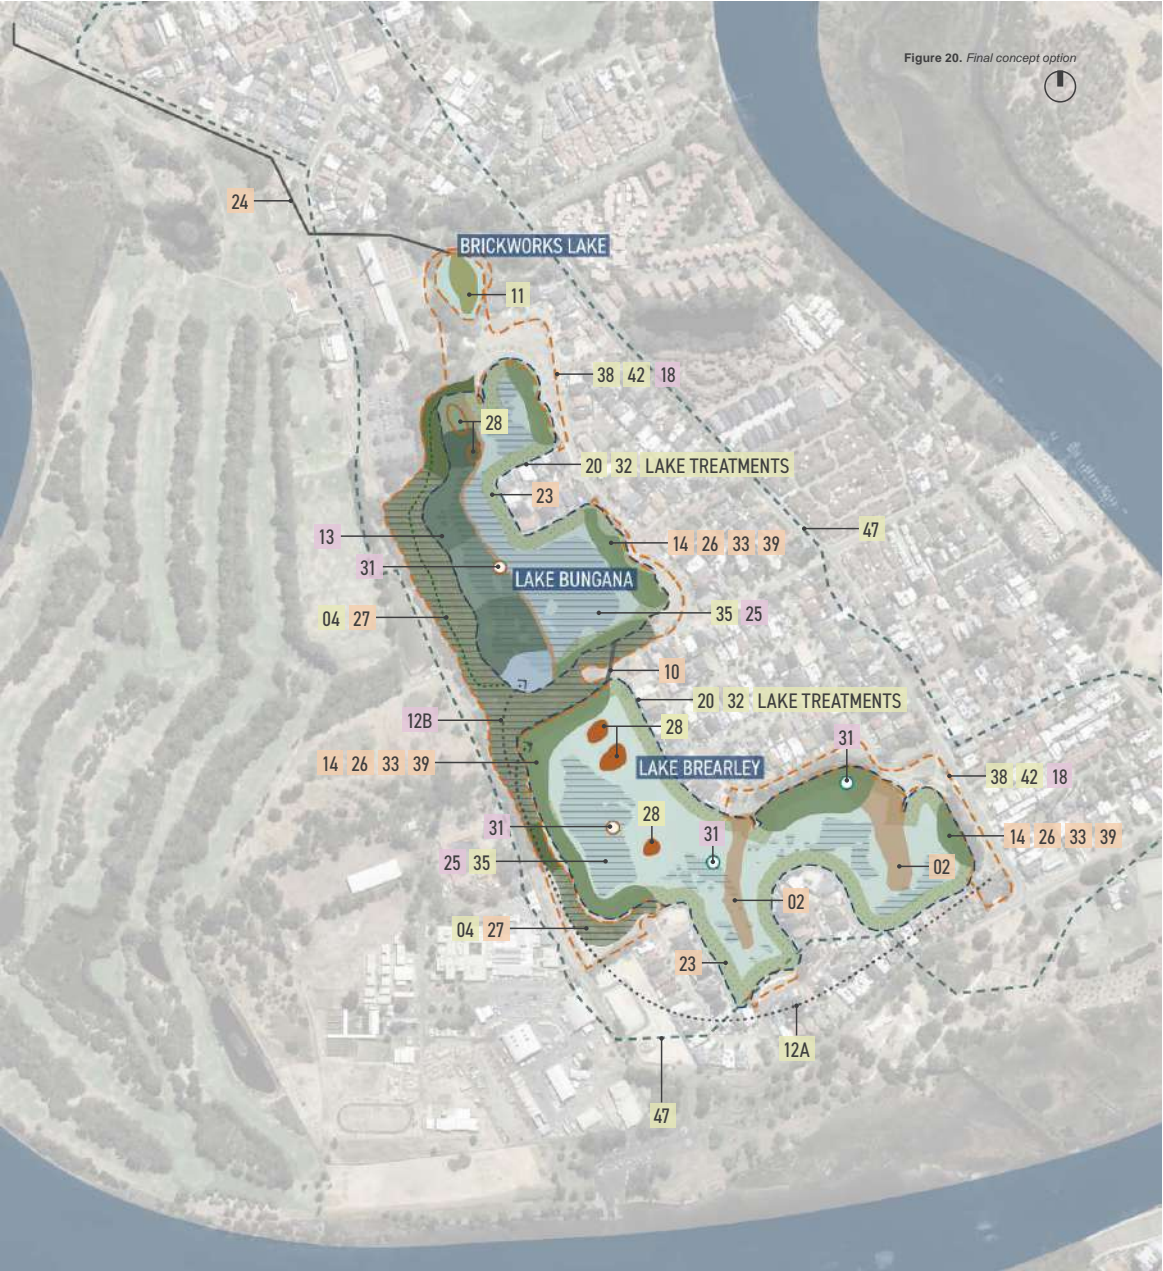 Figure 20. Final concept option
24
BRICKWORKS LAKE
11
38 42 18
28
20 32 LAKE TREATMENTS
23
47
13
14 26 33 39
31
LAKE BUNGANA
04 27
35 25
10
20 32 LAKE TREATMENTS
12B
28
31
14 26 33 39
LAKE BREARLEY
38 42 18
28
31
31
14 26 33 39
25 35
02
02
04 27
23
12A
47